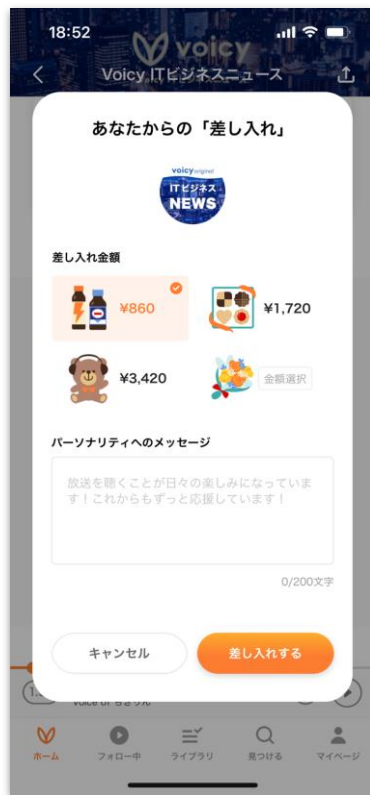 18:52
voicy
Voicy ITビジネスニュース
あなたからの「差し入れ」
voicy original
ITビジネス
NEWS
差し入れ金額
¥860
¥1,720
¥3,420
金額選択
パーソナリティへのメッセージ
放送を聴くことが日々の楽しみになっていま
す！これからもずっと応援しています！
0/200文字
キャンセル
差し入れする
ホーム
フォロー中
ライブラリ
見つける
マイページ